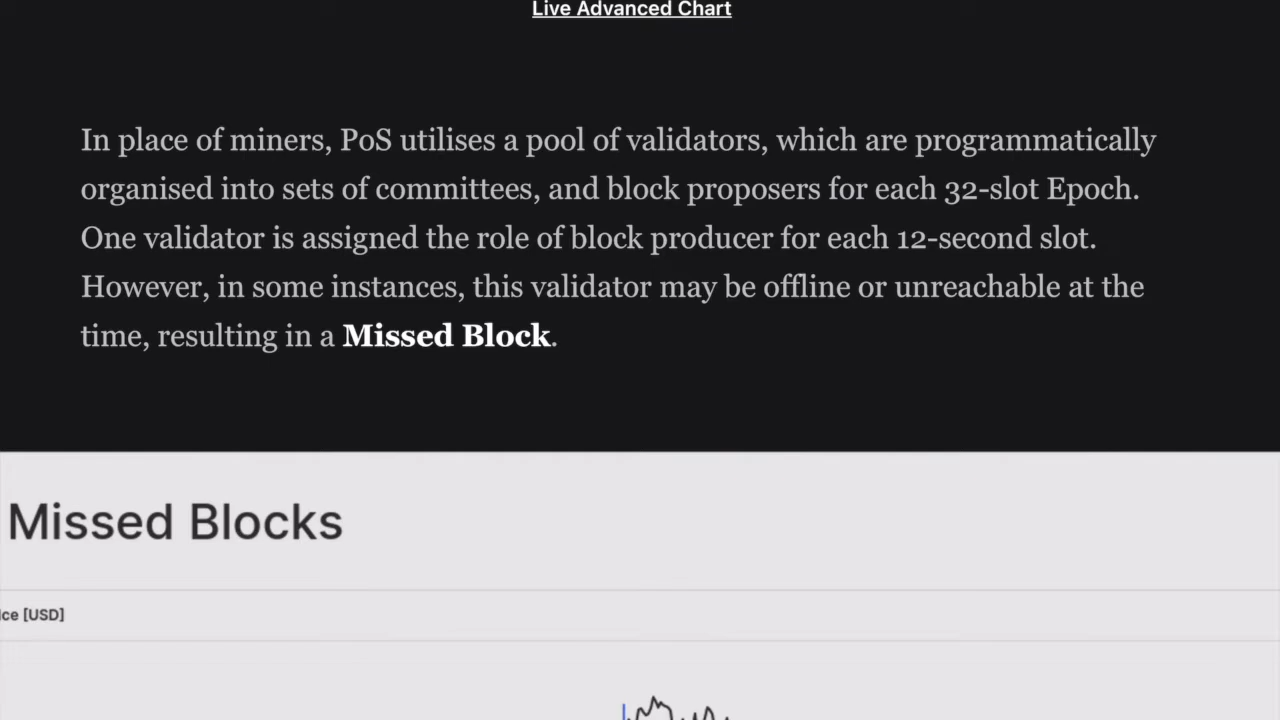 Live Advanced Chart
In place of miners, PoS utilises a pool of validators, which are programmatically
organised into sets of committees, and block proposers for each 32-slot Epoch.
One validator is assigned the role of block producer for each 12-second slot.
However, in some instances, this validator may be offline or unreachable at the
time, resulting in a Missed Block.
Missed Blocks
[USD]